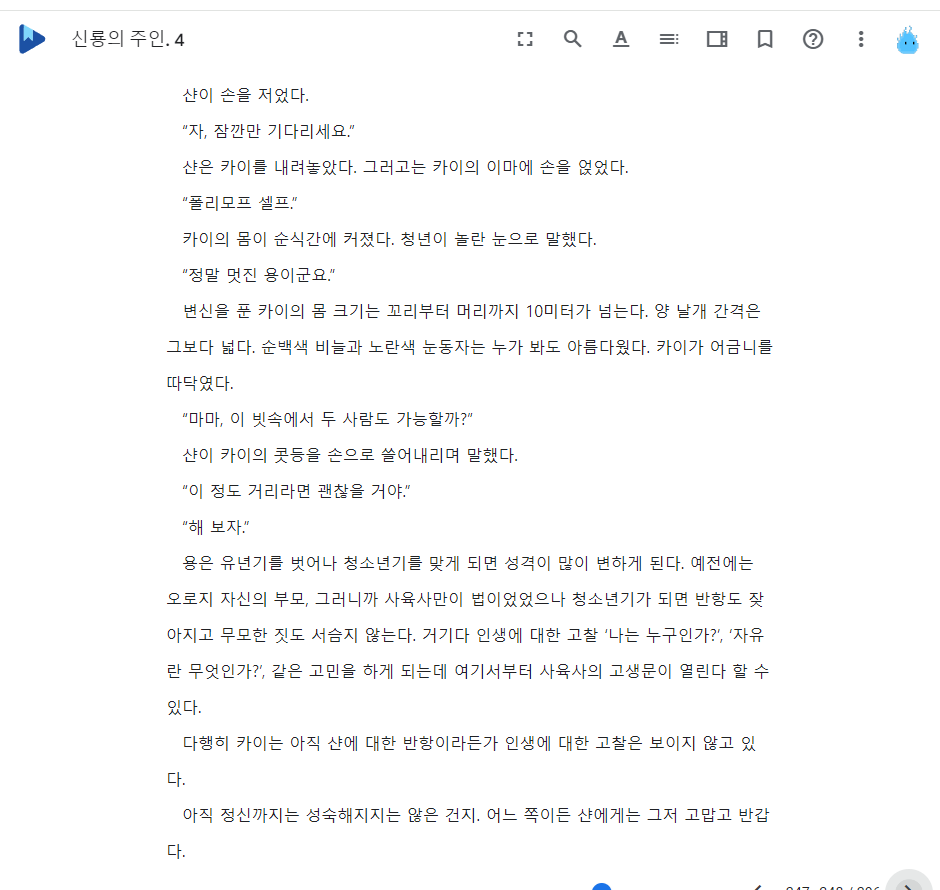 신룡의 주인. 4
샨이 손을 저었다.
“자, 잠깐만 기다리세요.”
샨은 카이를 내려놓았다. 그러고는 카이의 이마에 손을 얹었다.
“폴리모프 셀프.”
카이의 몸이 순식간에 커졌다. 청년이 놀란 눈으로 말했다.
“정말 멋진 용이군요.”
변신을 푼 카이의 몸 크기는 꼬리부터 머리까지 10미터가 넘는다. 양 날개 간격은
그보다 넓다. 순백색 비늘과 노란색 눈동자는 누가 봐도 아름다웠다. 카이가 어금니를
따닥였다.
“마마, 이 빗속에서 두 사람도 가능할까?”
샨이 카이의 콧등을 손으로 쓸어내리며 말했다.
“이 정도 거리라면 괜찮을 거야.”
“해 보자.”
용은 유년기를 벗어나 청소년기를 맞게 되면 성격이 많이 변하게 된다. 예전에는
오로지 자신의 부모, 그러니까 사육사만이 법이었었으나 청소년기가 되면 반항도 잦
아지고 무모한 짓도 서슴지 않는다. 거기다 인생에 대한 고찰 ‘나는 누구인가?’, ‘자유
란 무엇인가?’, 같은 고민을 하게 되는데 여기서부터 사육사의 고생문이 열린다 할 수
있다.
다행히 카이는 아직 샨에 대한 반항이라든가 인생에 대한 고찰은 보이지 않고 있
다.
아직 정신까지는 성숙해지지는 않은 건지. 어느 쪽이든 샨에게는 그저 고맙고 반갑
다.